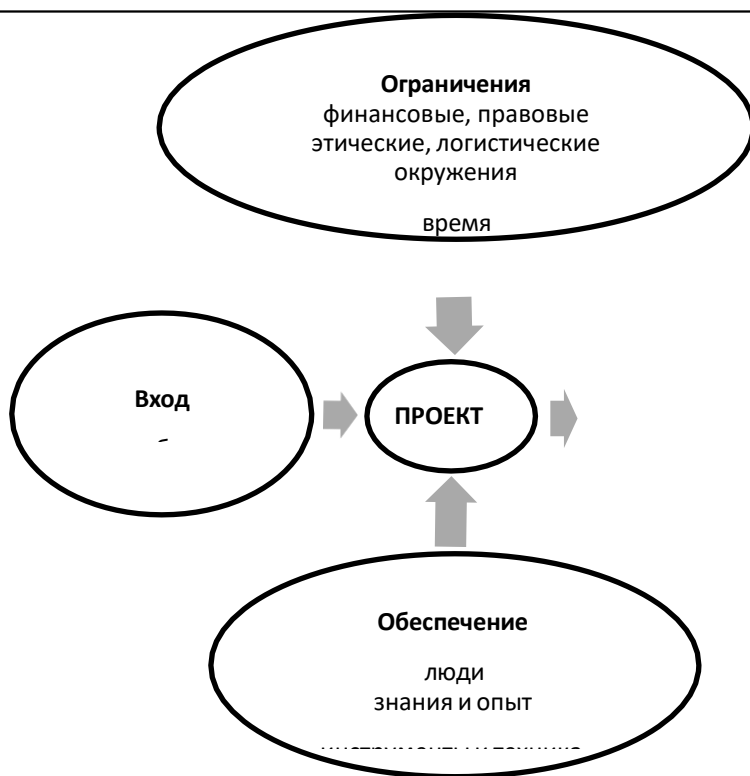 Ограничения
финансовые, правовые
этические, логистические
окружения
время
Вход
ПРОЕКТ
Обеспечение
люди
знания и опыт